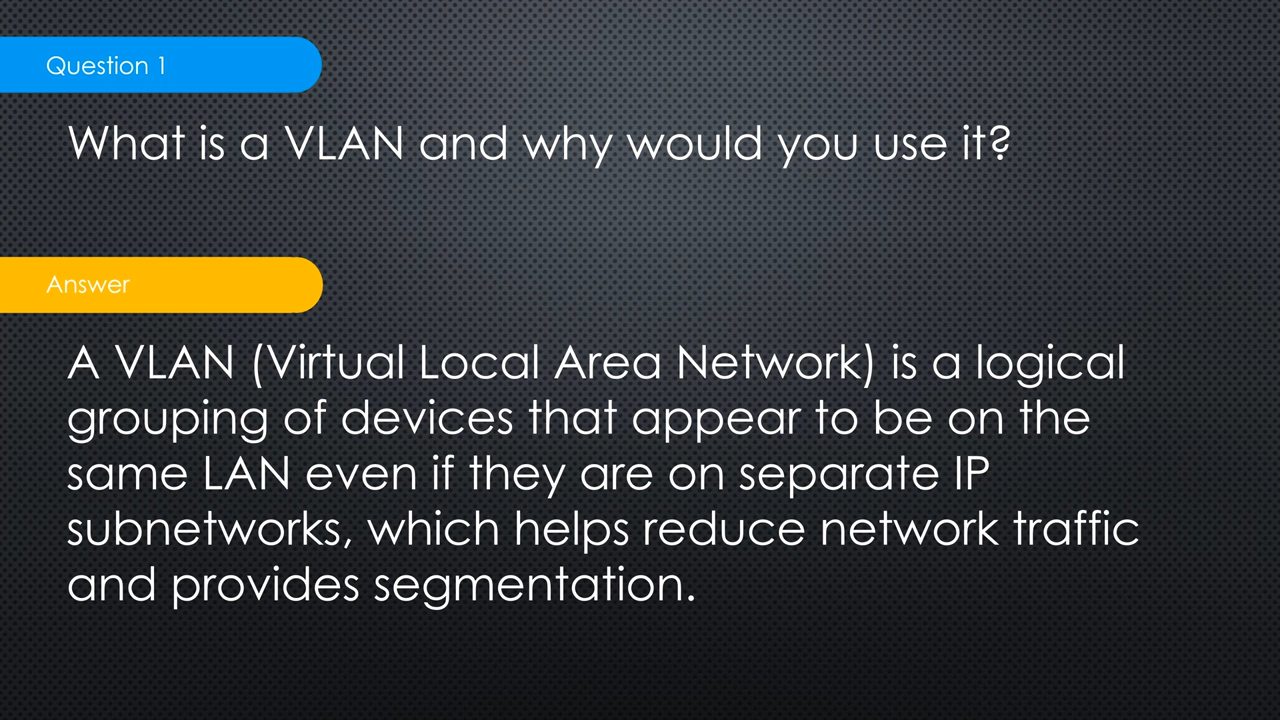 Question 1
What is a VLAN and why would you use it?
Answer
A VLAN (Virtual Local Area Network) is a logical
grouping of devices that appear to be on the
same LAN even if they are on separate IP
subnetworks, which helps reduce network traffic
and provides segmentation.